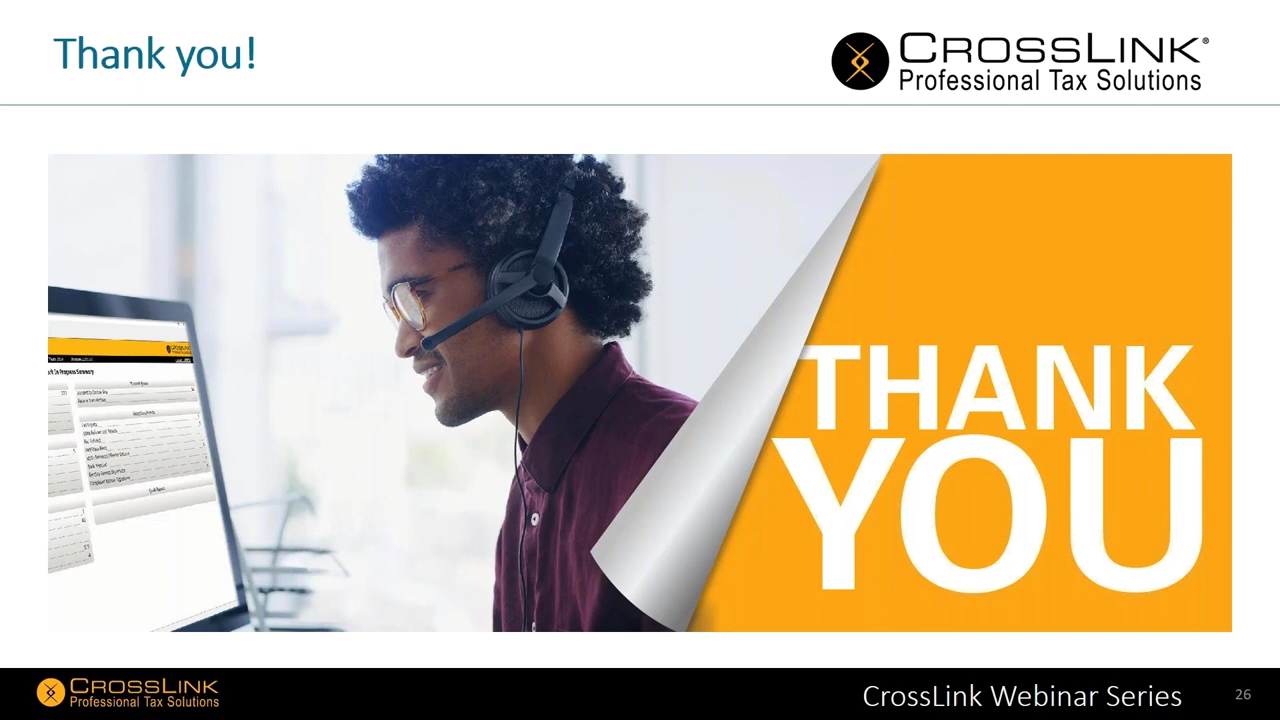 Thank you!
CROSSLINK®
Professional Tax Solutions
THANK
YOU
CROSSLINK
Professional Tax Solutions
CrossLink Webinar Series
26